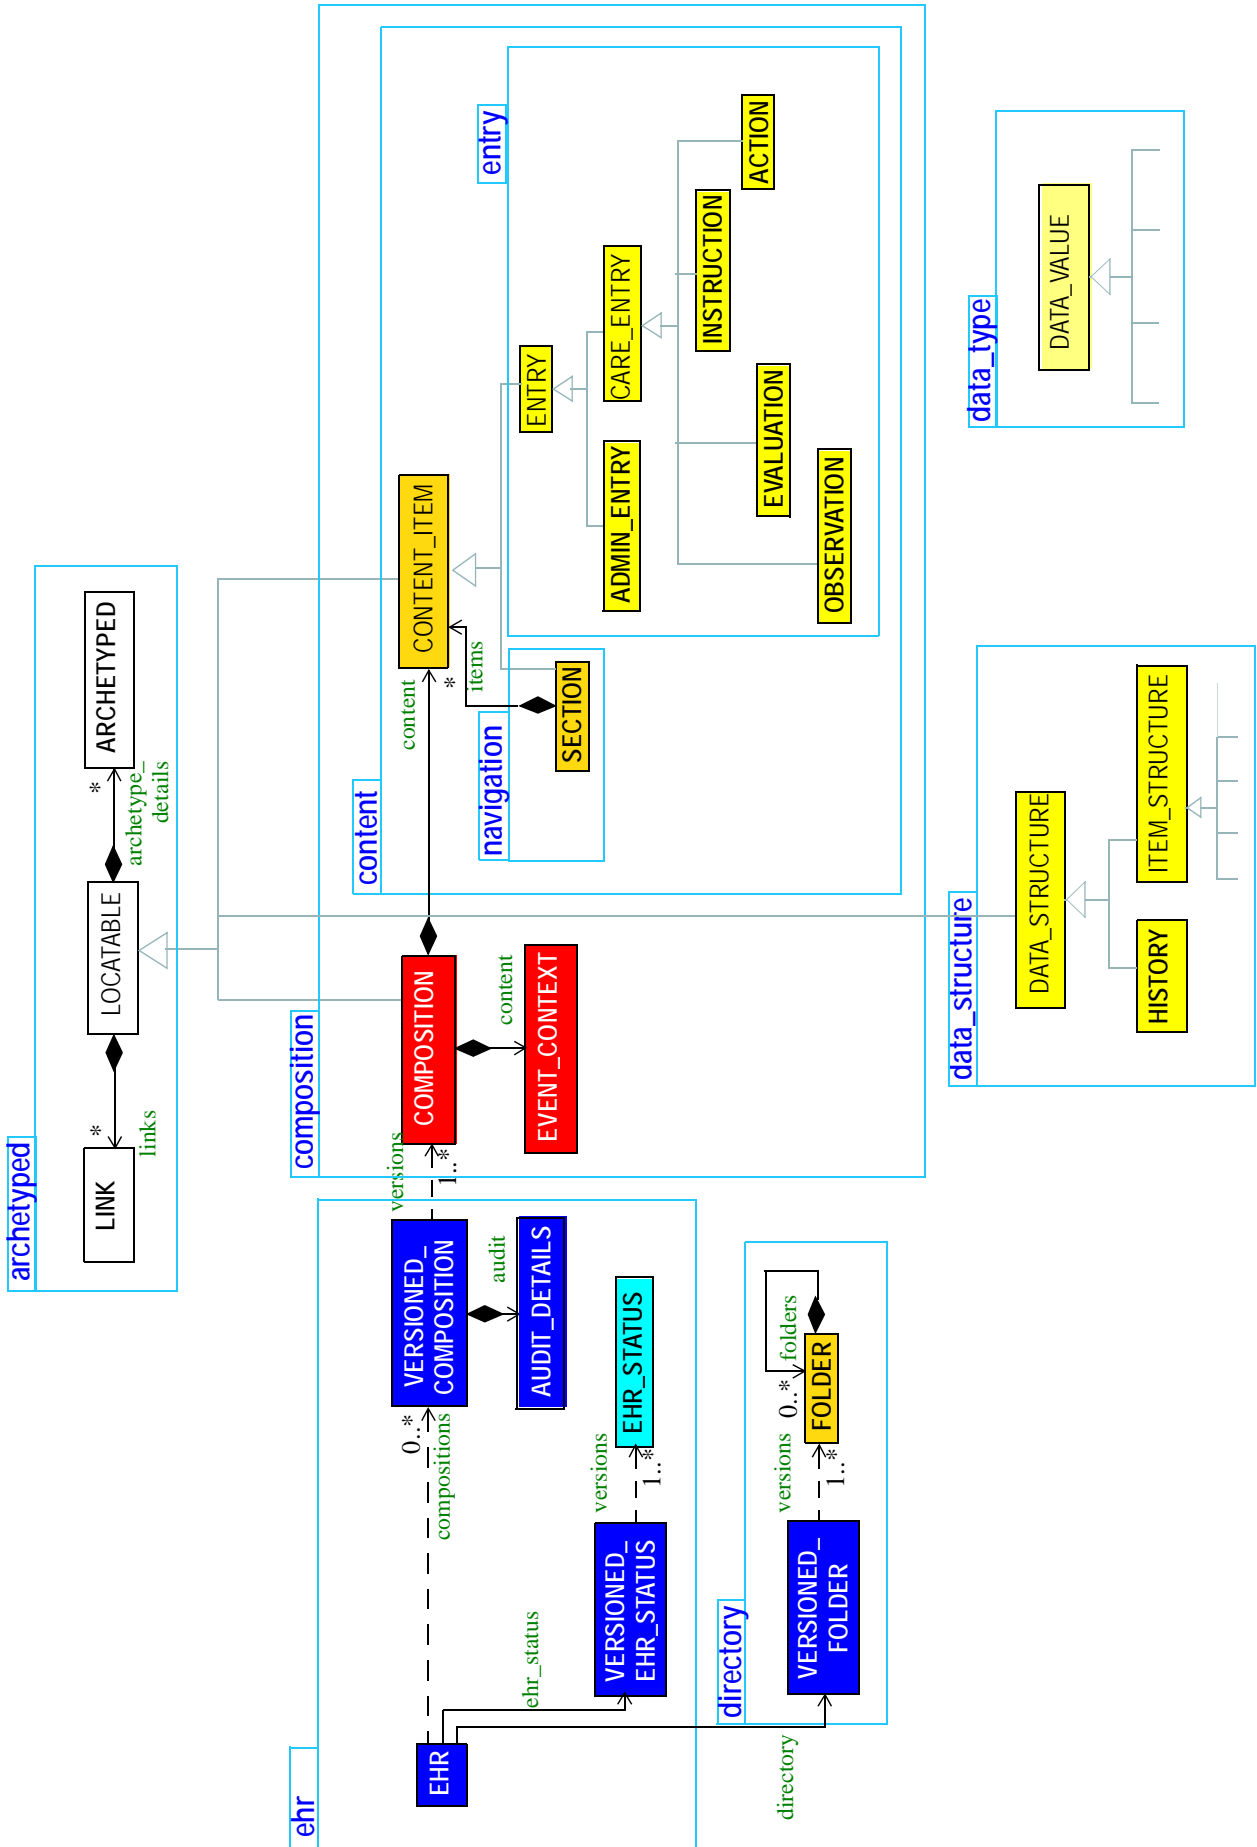 archetyped
LINK
*
links
LOCATABLE
*
archetype_
details
ARCHETYPED
ehr
EHR
compositions
0..*
VERSIONED_
COMPOSITION
versions
1..*
audit
AUDIT_DETAILS
ehr_status
VERSIONED_
EHR_STATUS
versions
1..*
EHR_STATUS
directory
directory
VERSIONED_
FOLDER
versions
1..*
FOLDER
0..*
folders
composition
COMPOSITION
content
EVENT_CONTEXT
content
content
CONTENT_ITEM
*
items
navigation
SECTION
entry
ENTRY
ADMIN_ENTRY
CARE_ENTRY
OBSERVATION
EVALUATION
INSTRUCTION
ACTION
data_structure
DATA_STRUCTURE
HISTORY
ITEM_STRUCTURE
data_type
DATA_VALUE